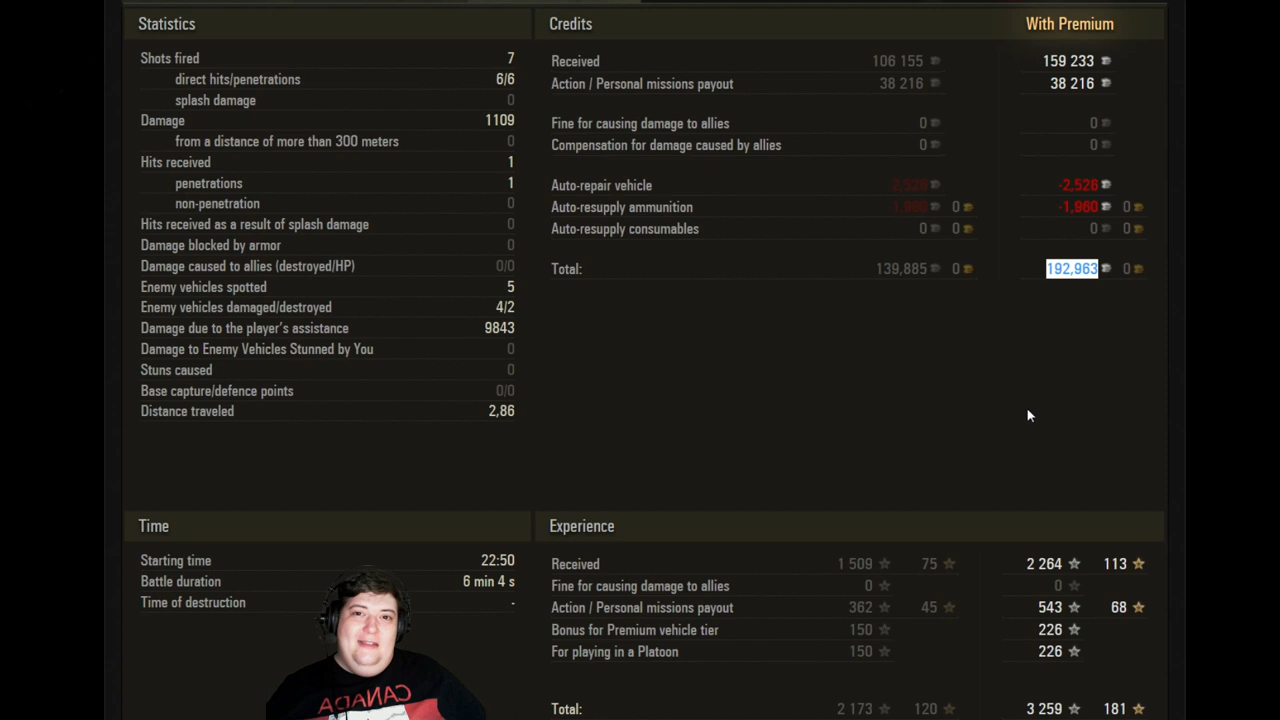 Statistics
Shots fired 7
direct hits/penetrations 6/6
splash damage 0
Damage 1109
from a distance of more than 300 meters 0
Hits received 1
penetrations 1
non-penetration 0
Hits received as a result of splash damage 0
Damage blocked by armor 0
Damage caused to allies (destroyed/HP) 0/0
Enemy vehicles spotted 5
Enemy vehicles damaged/destroyed 4/2
Damage due to the player's assistance 9843
Damage to Enemy Vehicles Stunned by You 0
Stuns caused 0
Base capture/defence points 0/0
Distance traveled 2,86
Credits With Premium
Received 106 155 159 233
Action / Personal missions payout 38 216 38 216
Fine for causing damage to allies 0 0
Compensation for damage caused by allies 0 0
Auto-repair vehicle -2,526 -2,526
Auto-resupply ammunition -1,960 0 -1,960 0
Auto-resupply consumables 0 0 0 0
Total: 139,885 0 192,963 0
Time
Starting time 22:50
Battle duration 6 min 4 s
Time of destruction -
Experience
Received 1 509 75 2 264 113
Fine for causing damage to allies 0 0
Action / Personal missions payout 362 45 543 68
Bonus for Premium vehicle tier 150 226
For playing in a Platoon 150 226
Total: 2 173 120 3 259 181
CANADA